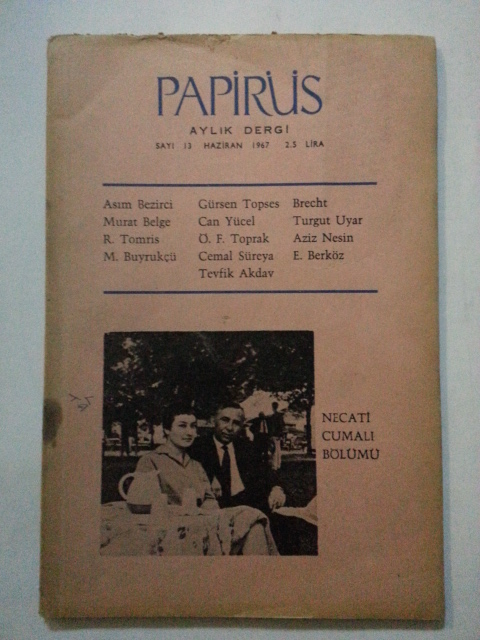 PAPİRÜS
AYLIK DERGİ
SAYI 13 HAZİRAN 1967 2.5 LİRA
Asım Bezirci Gürsen Topses Brecht
Murat Belge Can Yücel Turgut Uyar
R. Tomris Ö. F. Toprak Aziz Nesin
M. Buyrukçü Cemal Süreya E. Berköz
Tevfik Akdav
NECATİ
CUMALI
BÖLÜMÜ